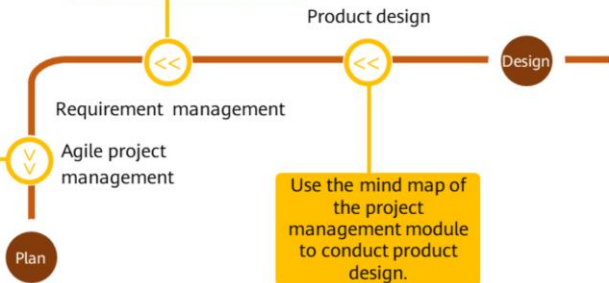 Product design
<<
<<
Design
Requirement management
Agile project
management
Use the mind map of
the project
management module
to conduct product
design.
Plan